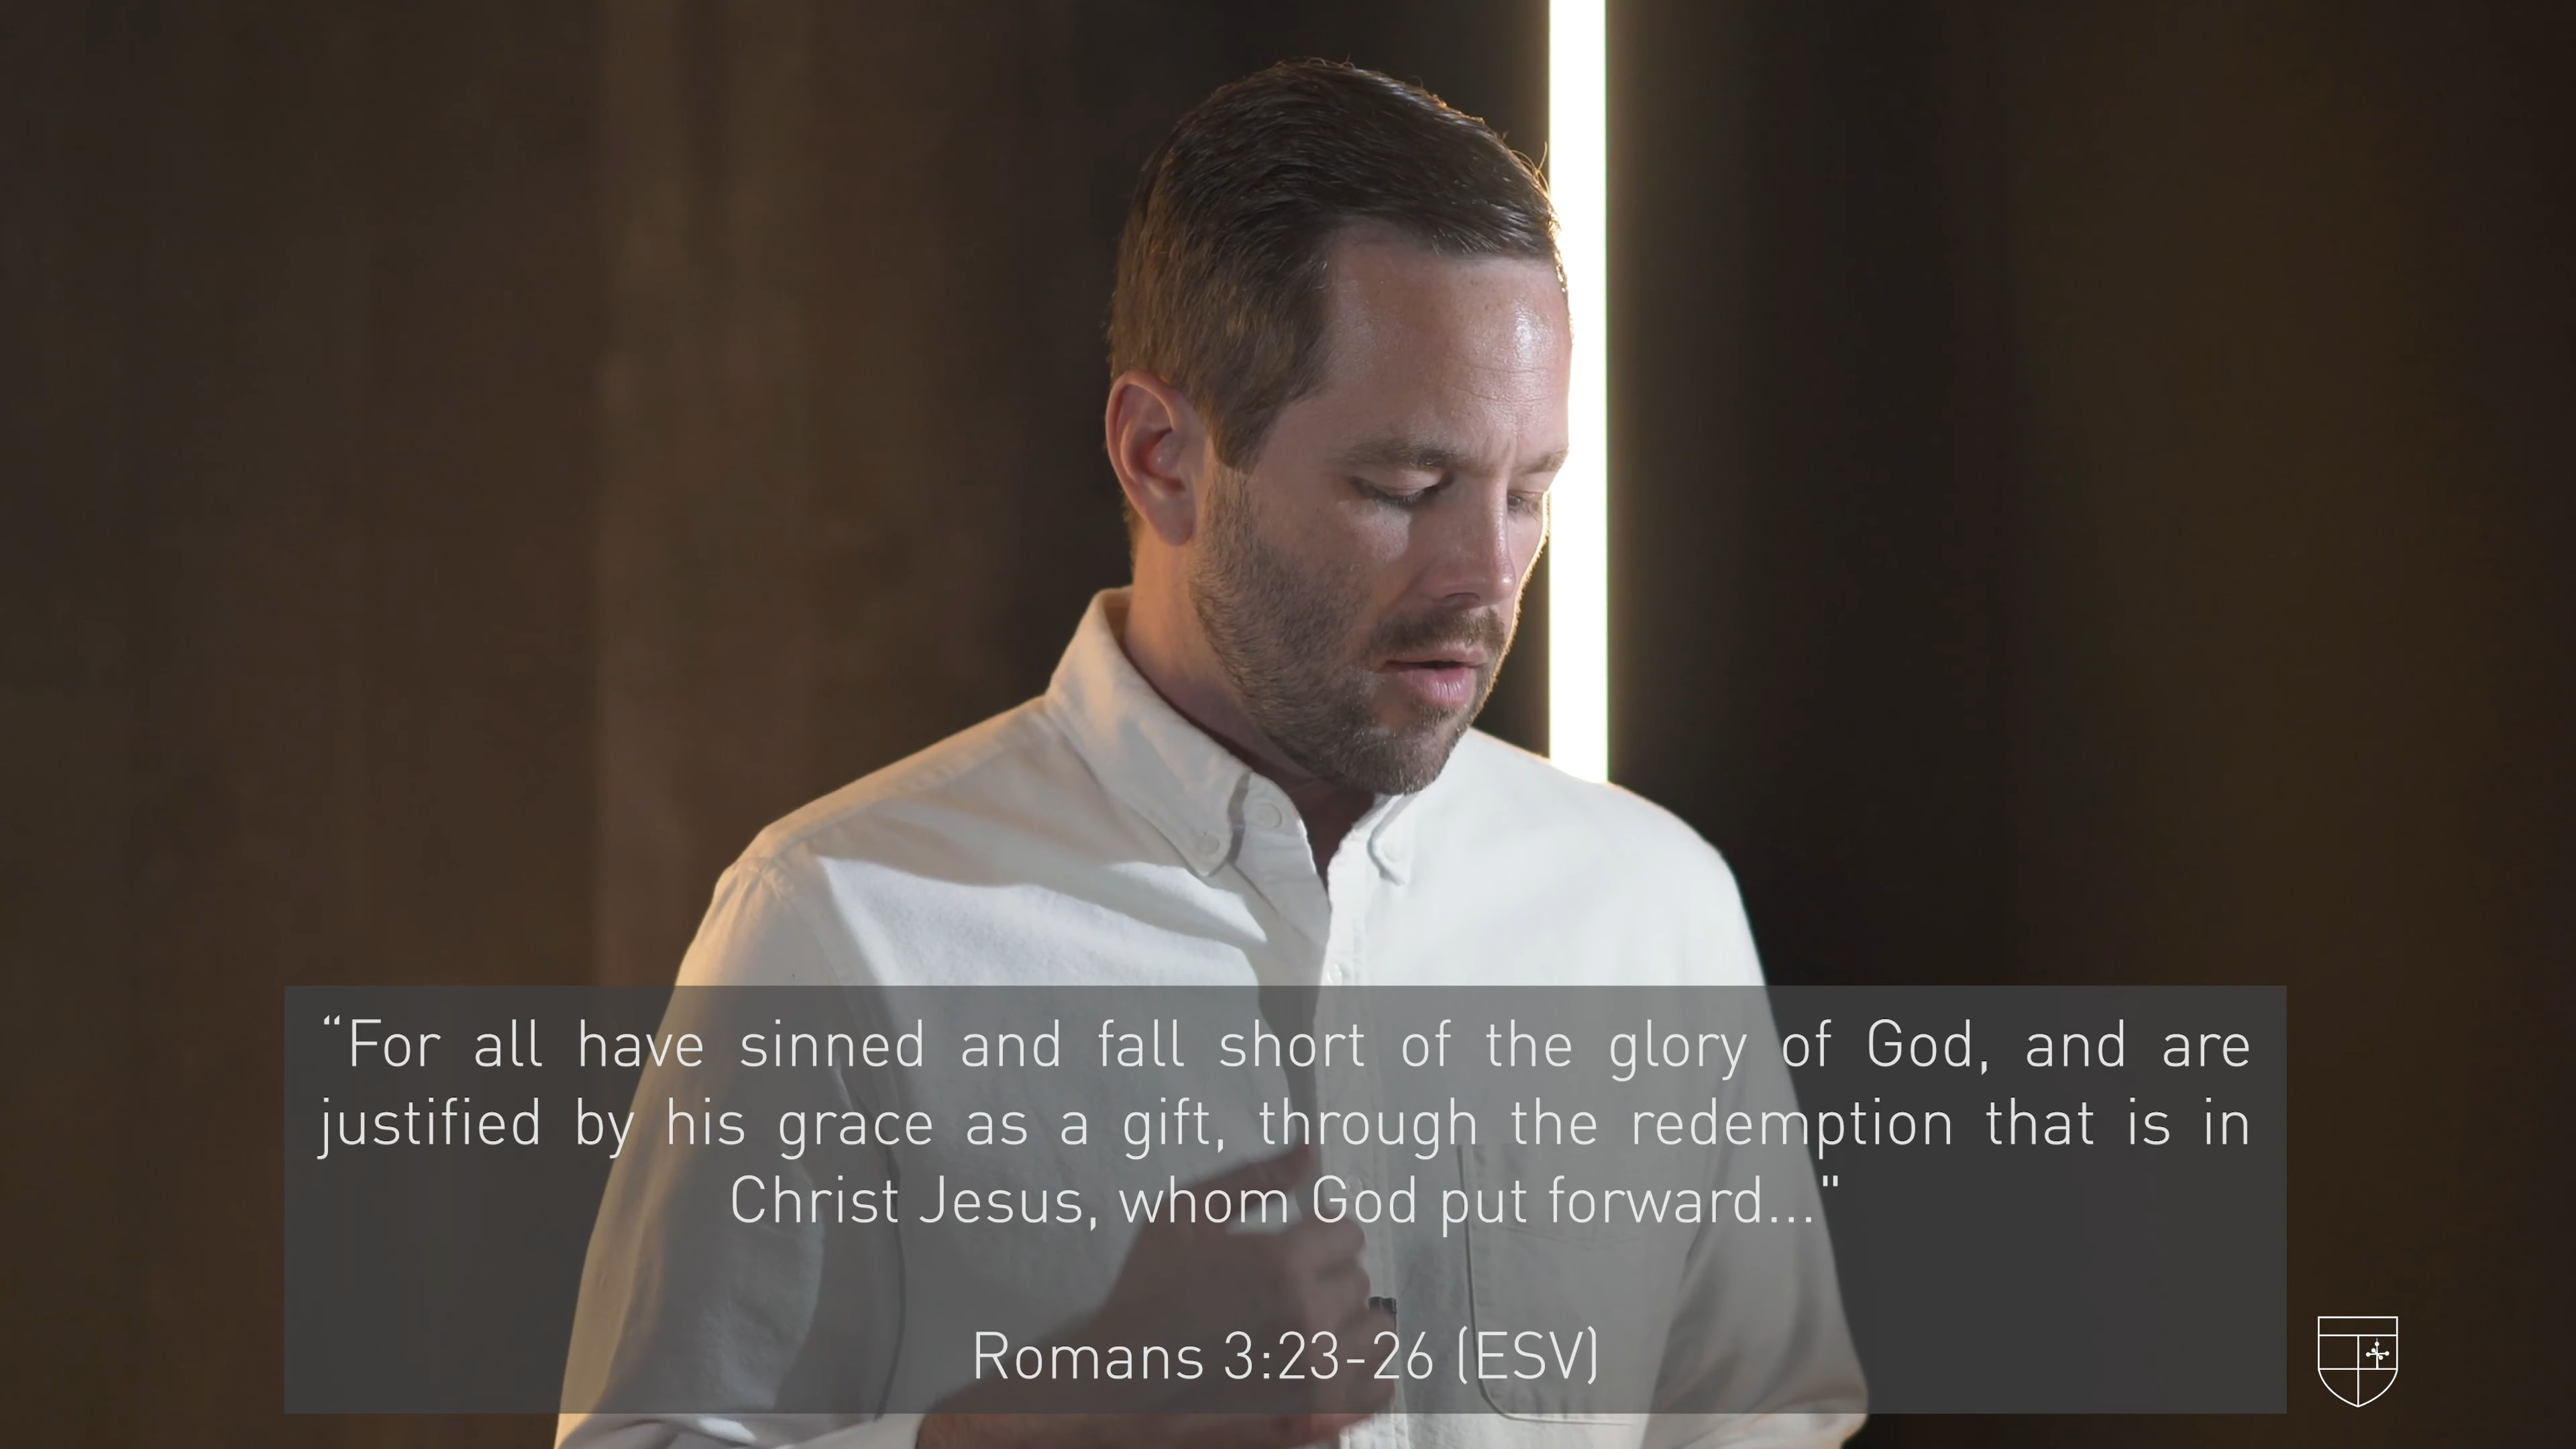 “For all have sinned and fall short of the glory of God, and are
justified by his grace as a gift, through the redemption that is in
Christ Jesus, whom God put forward..."
Romans 3:23-26 (ESV)